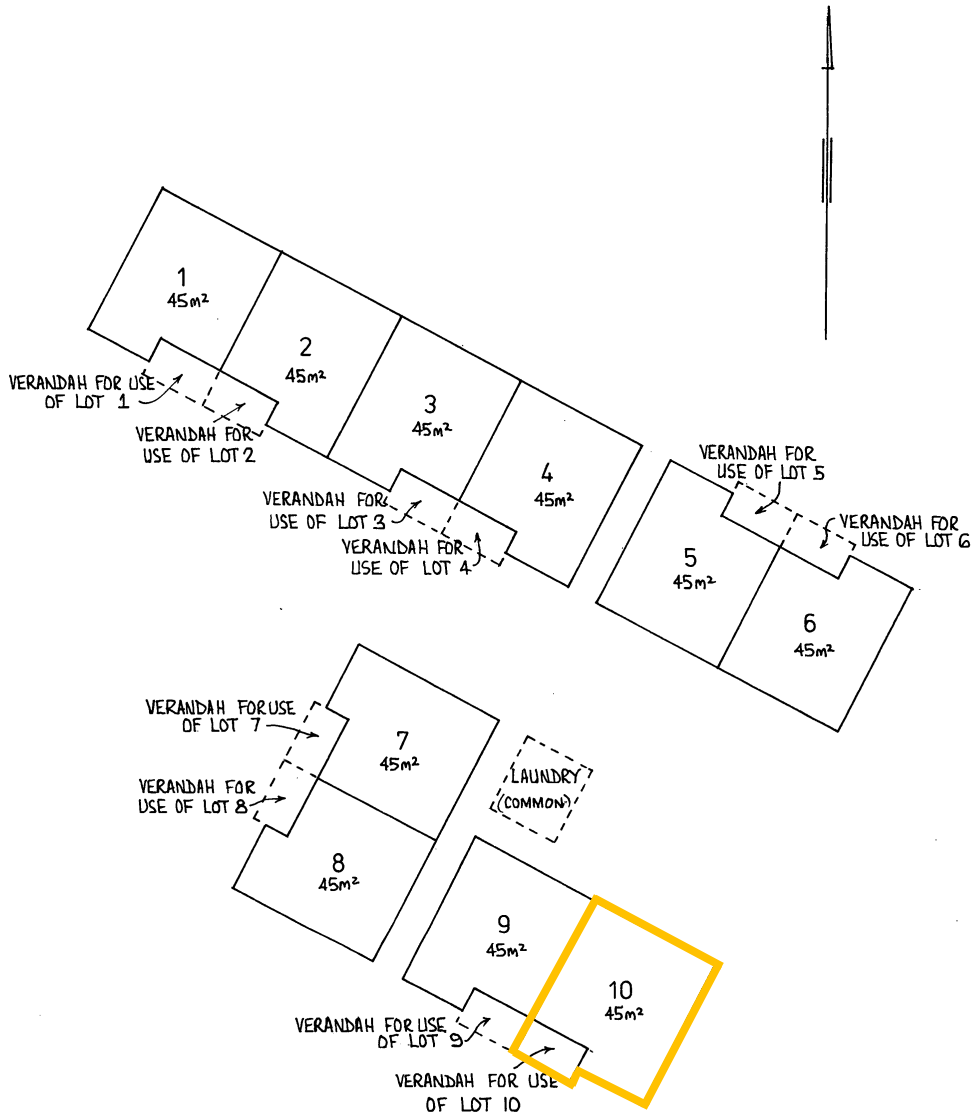 1
45m²
2
45m²
3
45m²
4
45m²
VERANDAH FOR USE
OF LOT 1
VERANDAH FOR
USE OF LOT 2
VERANDAH FOR
USE OF LOT 3
VERANDAH FOR
USE OF LOT 4
VERANDAH FOR
USE OF LOT 5
VERANDAH FOR
USE OF LOT 6
5
45m²
6
45m²
VERANDAH FOR USE
OF LOT 7
7
45m²
VERANDAH FOR
USE OF LOT 8
8
45m²
LAUNDRY
(COMMON)
9
45m²
10
45m²
VERANDAH FOR USE
OF LOT 9
VERANDAH FOR USE
OF LOT 10